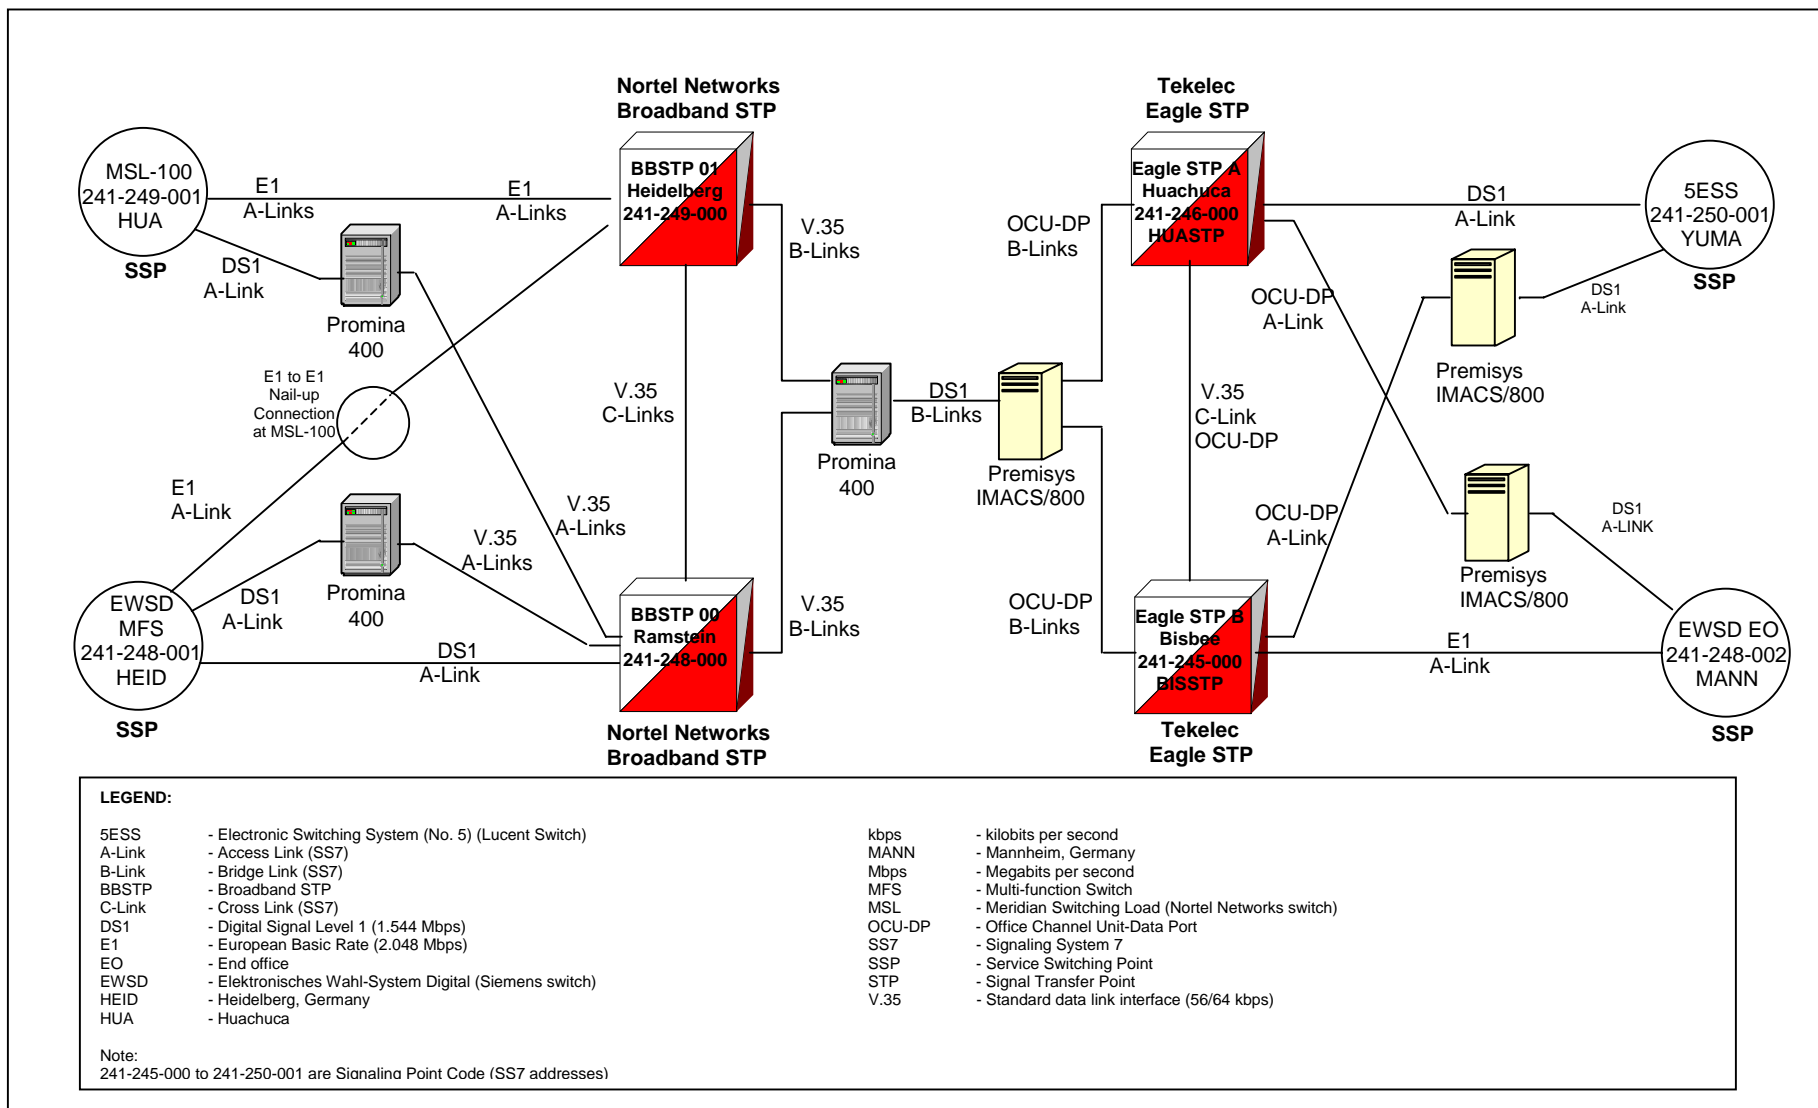 Nortel Networks
Broadband STP
Tekelec
Eagle STP
MSL-100
241-249-001
HUA
SSP
E1
A-Links
E1
A-Links
BBSTP 01
Heidelberg
241-249-000
V.35
B-Links
OCU-DP
B-Links
Eagle STP A
Huachuca
241-246-000
HUASTP
DS1
A-Link
5ESS
241-250-001
YUMA
SSP
DS1
A-Link
Promina
400
OCU-DP
A-Link
DS1
A-Link
Premisys
IMACS/800
E1 to E1
Nail-up
Connection
at MSL-100
V.35
C-Links
DS1
B-Links
Promina
400
Premisys
IMACS/800
V.35
C-Link
OCU-DP
E1
A-Link
V.35
A-Links
V.35
A-Links
OCU-DP
A-Link
DS1
A-LINK
Premisys
IMACS/800
DS1
A-Link
Promina
400
EWSD
MFS
241-248-001
HEID
SSP
DS1
A-Link
BBSTP 00
Ramstein
241-248-000
V.35
B-Links
OCU-DP
B-Links
Eagle STP B
Bisbee
241-245-000
BISSTP
E1
A-Link
EWSD EO
241-248-002
MANN
SSP
Nortel Networks
Broadband STP
Tekelec
Eagle STP
LEGEND:
5ESS - Electronic Switching System (No. 5) (Lucent Switch)
A-Link - Access Link (SS7)
B-Link - Bridge Link (SS7)
BBSTP - Broadband STP
C-Link - Cross Link (SS7)
DS1 - Digital Signal Level 1 (1.544 Mbps)
E1 - European Basic Rate (2.048 Mbps)
EO - End office
EWSD - Elektronisches Wahl-System Digital (Siemens switch)
HEID - Heidelberg, Germany
HUA - Huachuca
kbps - kilobits per second
MANN - Mannheim, Germany
Mbps - Megabits per second
MFS - Multi-function Switch
MSL - Meridian Switching Load (Nortel Networks switch)
OCU-DP - Office Channel Unit-Data Port
SS7 - Signaling System 7
SSP - Service Switching Point
STP - Signal Transfer Point
V.35 - Standard data link interface (56/64 kbps)
Note:
241-245-000 to 241-250-001 are Signaling Point Code (SS7 addresses)